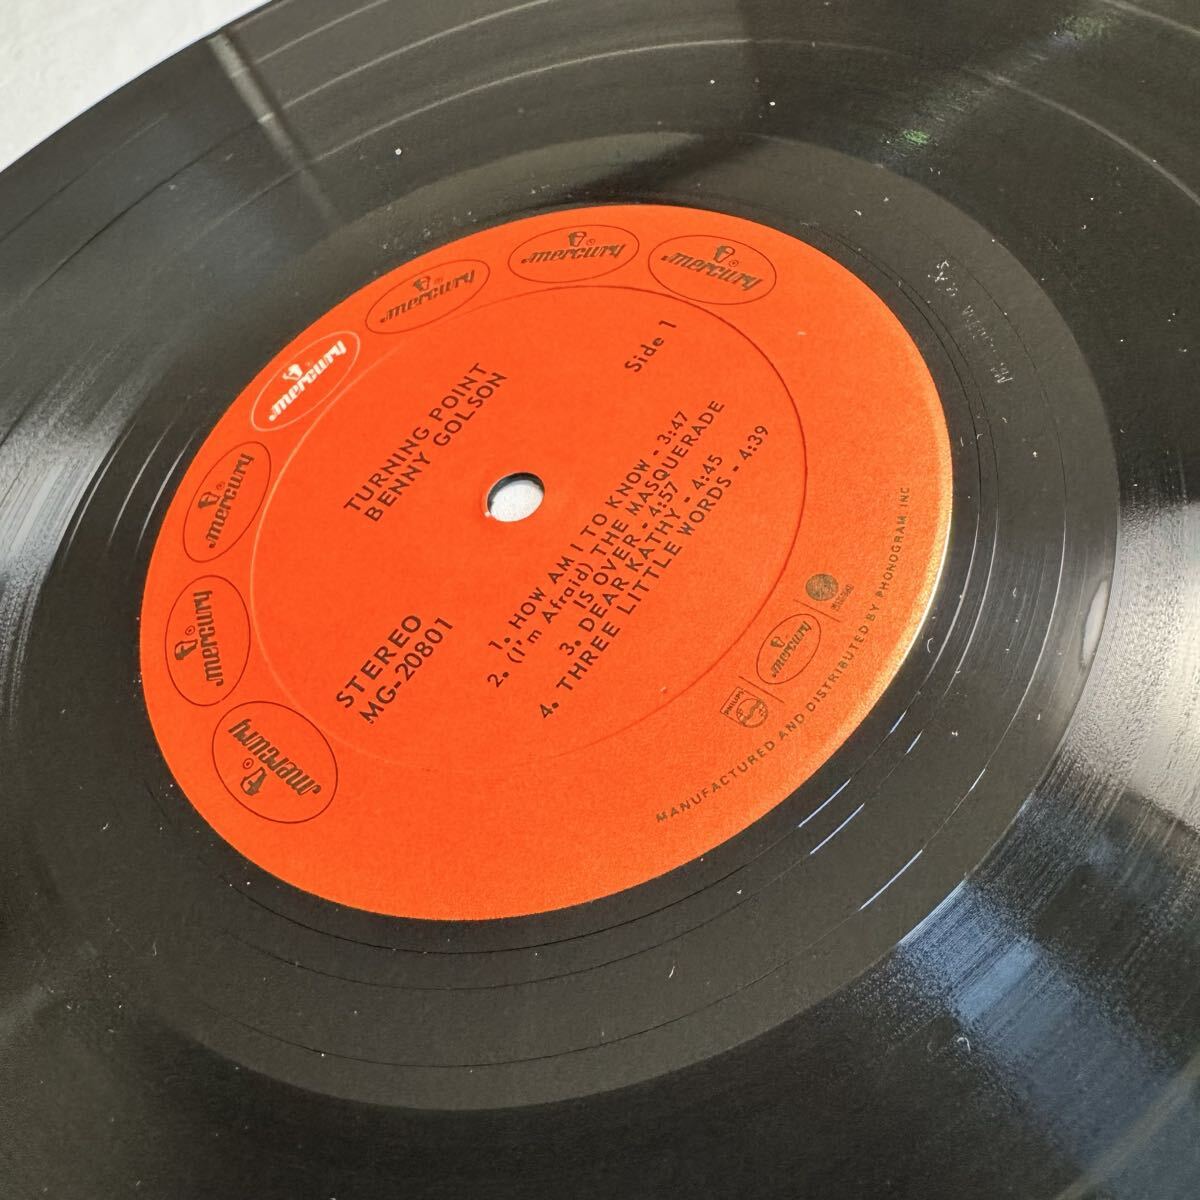 mercury
mercury
mercury
mercury
mercury
mercury
mercury
TURNING POINT
BENNY GOLSON
Side 1
STEREO
MG-20801
1. HOW AM I TO KNOW - 3:47
2. (I'm Afraid) THE MASQUERADE
IS OVER - 4:57
3. DEAR KATHY - 4:45
4. THREE LITTLE WORDS - 4:39
PHILIPS
mercury
MANUFACTURED AND DISTRIBUTED BY PHONOGRAM, INC.